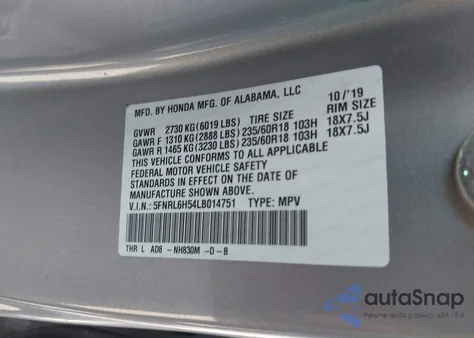 MFD. BY HONDA MFG. OF ALABAMA, LLC 10/'19
GVWR 2730 KG(6019 LBS) TIRE SIZE RIM SIZE
GAWR F 1310 KG (2888 LBS) 235/60R18 103H 18X7.5J
GAWR R 1465 KG(3230 LBS) 235/60R18 103H 18X7.5J
THIS VEHICLE CONFORMS TO ALL APPLICABLE
FEDERAL MOTOR VEHICLE SAFETY
STANDARDS IN EFFECT ON THE DATE OF
MANUFACTURE SHOWN ABOVE.
V.I.N.: 5FNRL6H54LB014751 TYPE: MPV
THR L AD8 -NH830M -D-B
autoSnap